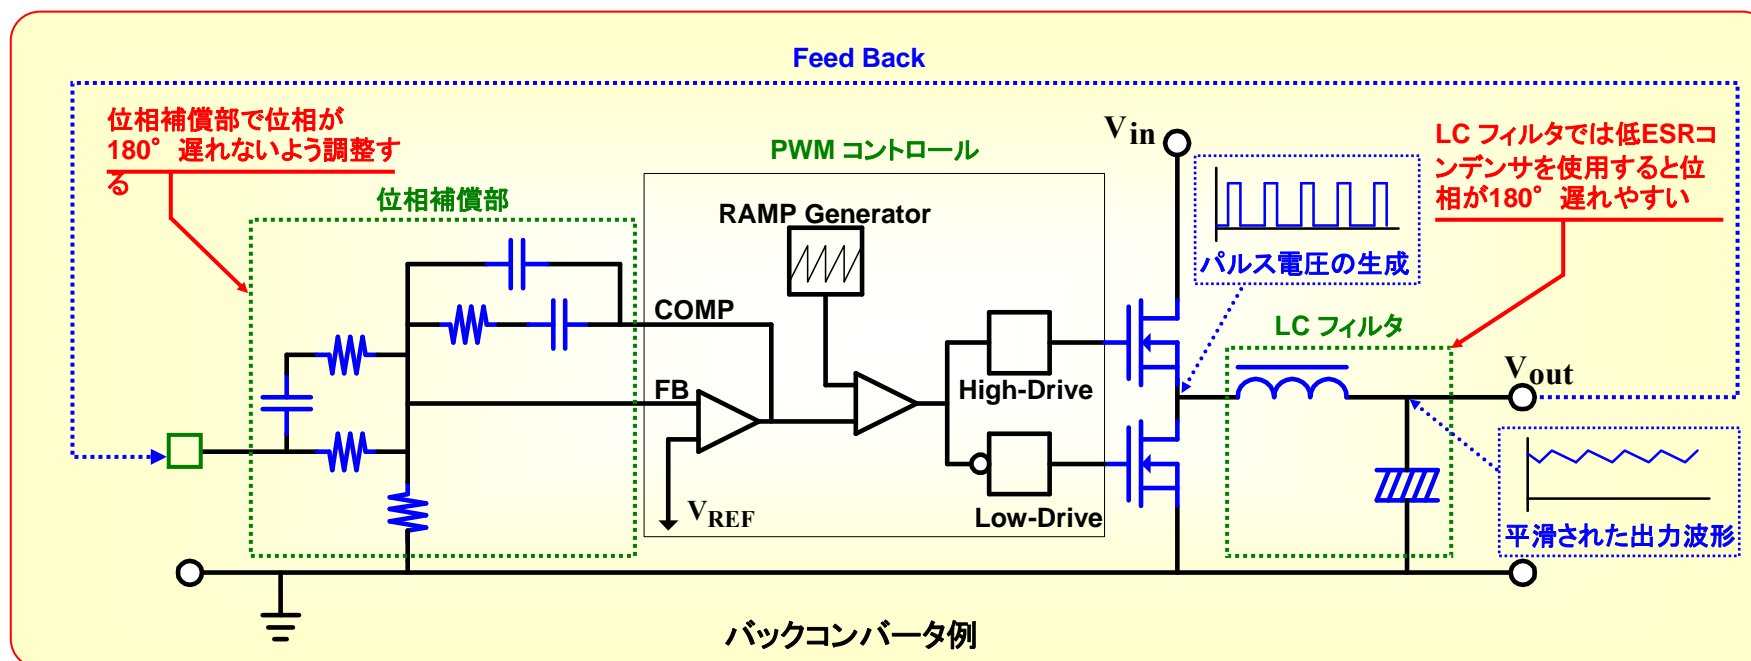 Feed Back
位相補償部で位相が
180°遅れないよう調整す
る
位相補償部
PWM コントロール
RAMP Generator
COMP
FB
VREF
High-Drive
Low-Drive
Vin
パルス電圧の生成
LC フィルタでは低ESRコ
ンデンサを使用すると位
相が180°遅れやすい
LC フィルタ
Vout
平滑された出力波形
バックコンバータ例